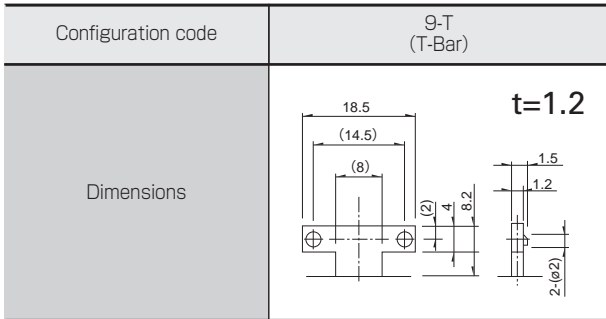 Configuration code
9-T
(T-Bar)
Dimensions
t=1.2
18.5
(14.5)
(8)
(2)
4
8.2
1.5
1.2
2-(ø2)